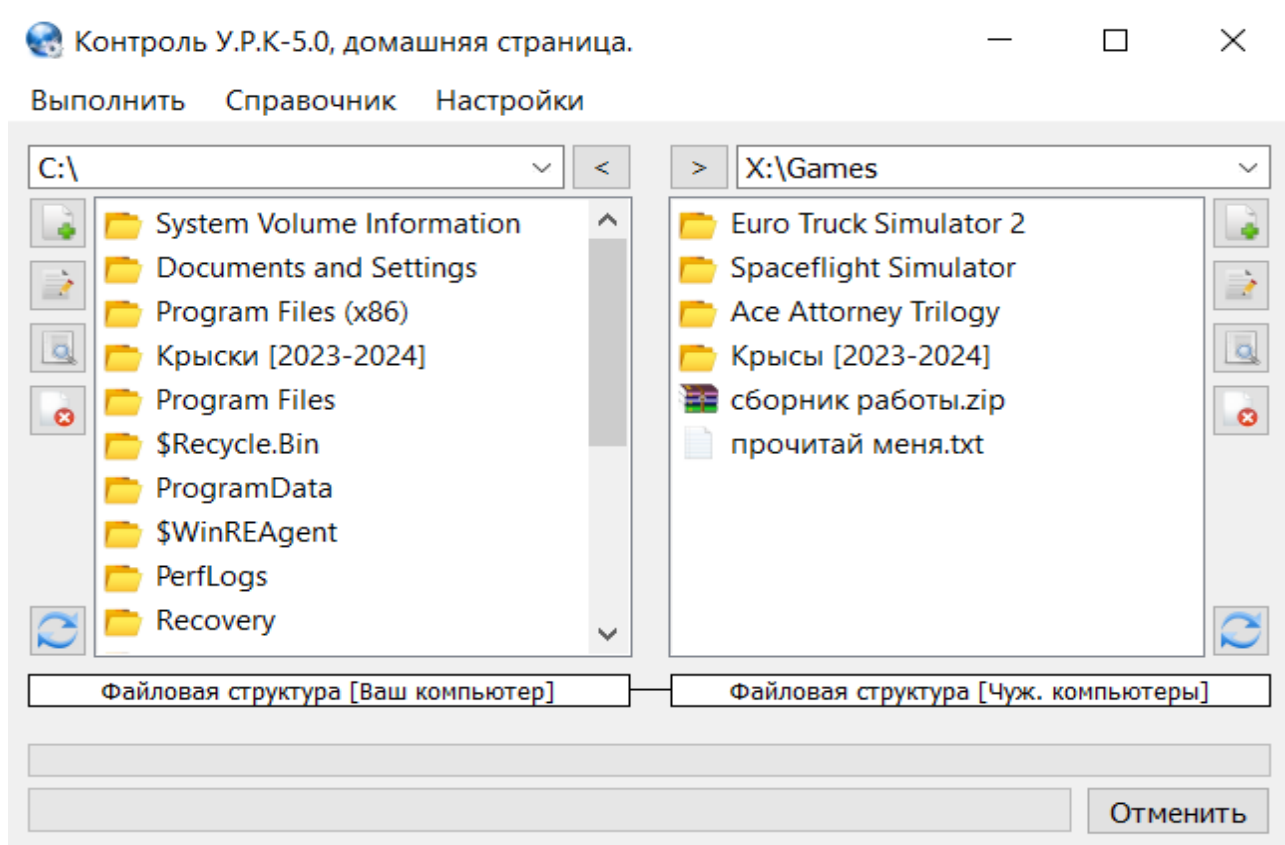 Контроль У.Р.К-5.0, домашняя страница.
Выполнить Справочник Настройки
C:\ < > X:\Games
System Volume Information
Documents and Settings
Program Files (x86)
Крыски [2023-2024]
Program Files
$Recycle.Bin
ProgramData
$WinREAgent
PerfLogs
Recovery
Euro Truck Simulator 2
Spaceflight Simulator
Ace Attorney Trilogy
Крысы [2023-2024]
сборник работы.zip
прочитай меня.txt
Файловая структура [Ваш компьютер]
Файловая структура [Чуж. компьютеры]
Отменить